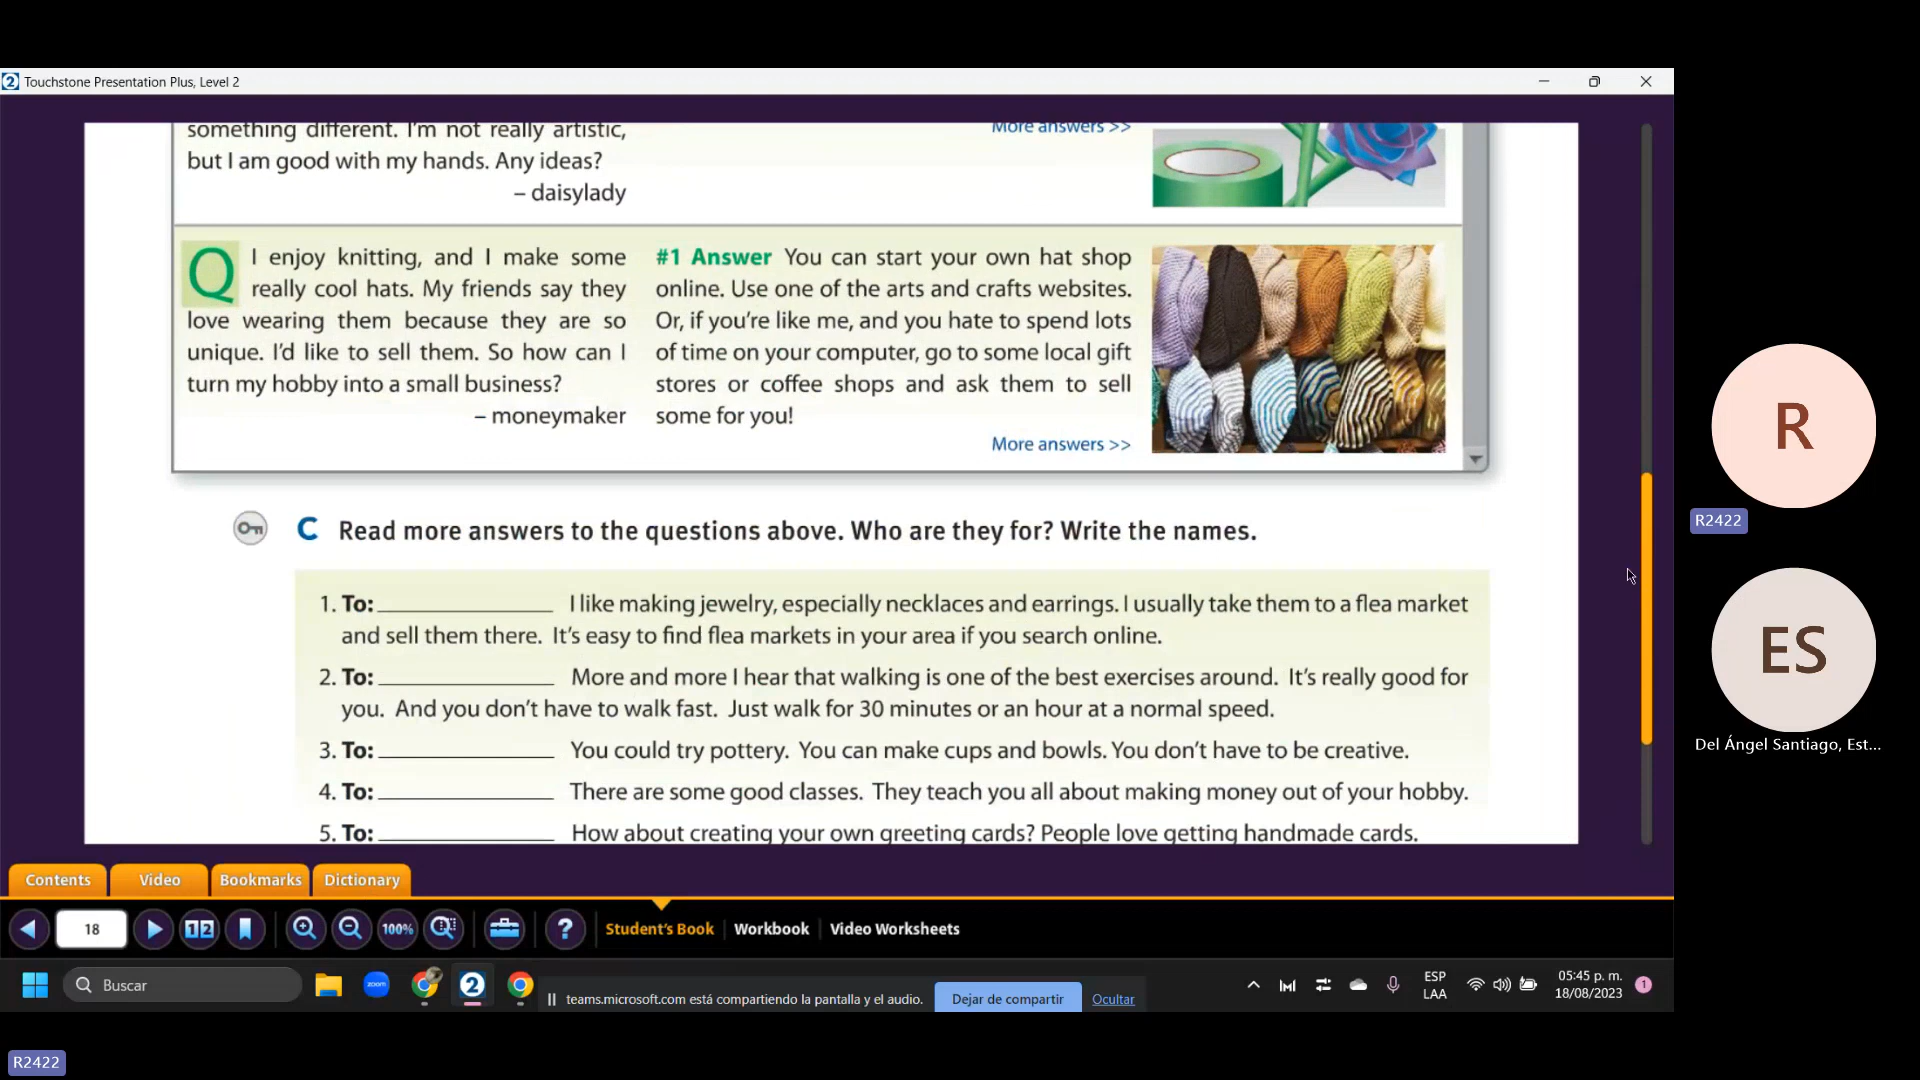 Touchstone Presentation Plus, Level 2
something different. I'm not really artistic,
but I am good with my hands. Any ideas?
– daisylady
More answers >>
Q I enjoy knitting, and I make some
really cool hats. My friends say they
love wearing them because they are so
unique. I'd like to sell them. So how can I
turn my hobby into a small business?
– moneymaker
#1 Answer You can start your own hat shop
online. Use one of the arts and crafts websites.
Or, if you're like me, and you hate to spend lots
of time on your computer, go to some local gift
stores or coffee shops and ask them to sell
some for you!
More answers >>
C Read more answers to the questions above. Who are they for? Write the names.
1. To: ____________ I like making jewelry, especially necklaces and earrings. I usually take them to a flea market
and sell them there. It's easy to find flea markets in your area if you search online.
2. To: ____________ More and more I hear that walking is one of the best exercises around. It's really good for
you. And you don't have to walk fast. Just walk for 30 minutes or an hour at a normal speed.
3. To: ____________ You could try pottery. You can make cups and bowls. You don't have to be creative.
4. To: ____________ There are some good classes. They teach you all about making money out of your hobby.
5. To: ____________ How about creating your own greeting cards? People love getting handmade cards.
Contents Video Bookmarks Dictionary
18 12 100% ? Student's Book Workbook Video Worksheets
Buscar
zoom
2
teams.microsoft.com está compartiendo la pantalla y el audio. Dejar de compartir Ocultar
ESP
LAA
05:45 p. m.
18/08/2023
1
R
R2422
ES
Del Ángel Santiago, Est...
R2422